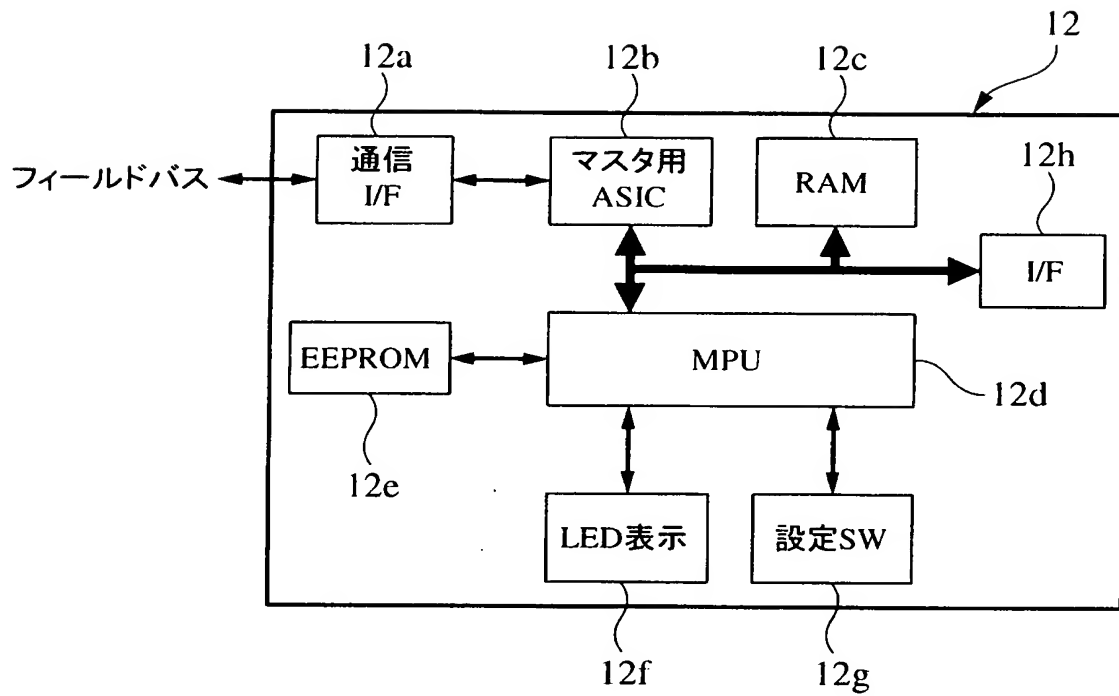 12
12a
12b
12c
通信
I/F
マスタ用
ASIC
RAM
12h
フィールドバス
I/F
EEPROM
MPU
12d
12e
LED表示
設定SW
12f
12g